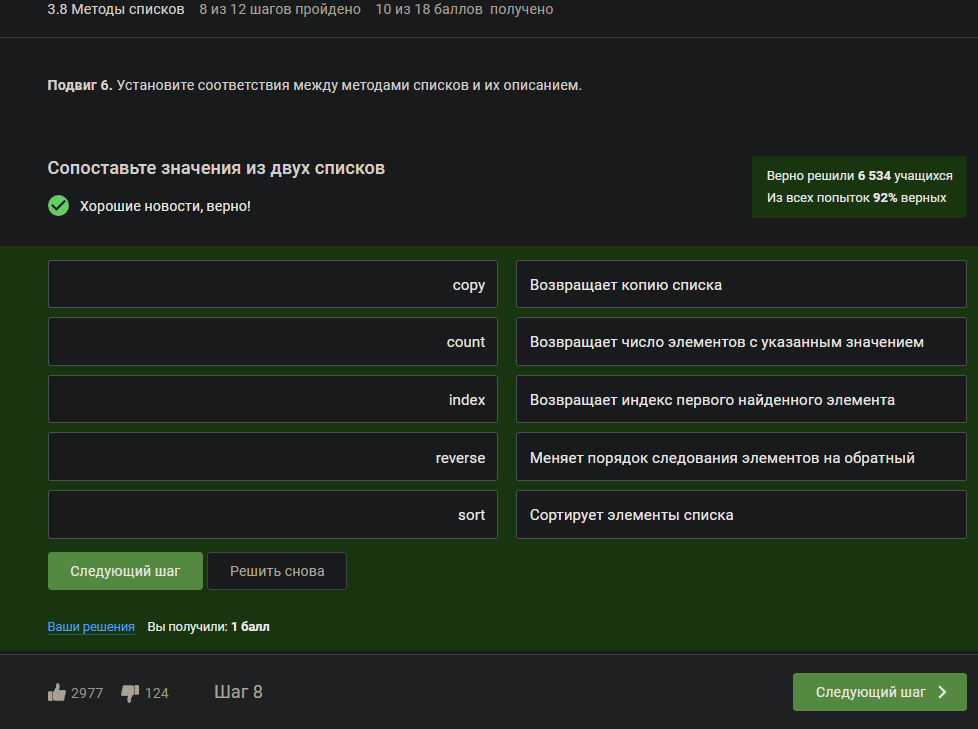 3.8 Методы списков 8 из 12 шагов пройдено 10 из 18 баллов получено
Подвиг 6. Установите соответствия между методами списков и их описанием.
Сопоставьте значения из двух списков
Хорошие новости, верно!
Верно решили 6 534 учащихся
Из всех попыток 92% верных
copy Возвращает копию списка
count Возвращает число элементов с указанным значением
index Возвращает индекс первого найденного элемента
reverse Меняет порядок следования элементов на обратный
sort Сортирует элементы списка
Следующий шаг Решить снова
Ваши решения Вы получили: 1 балл
2977 124 Шаг 8 Следующий шаг